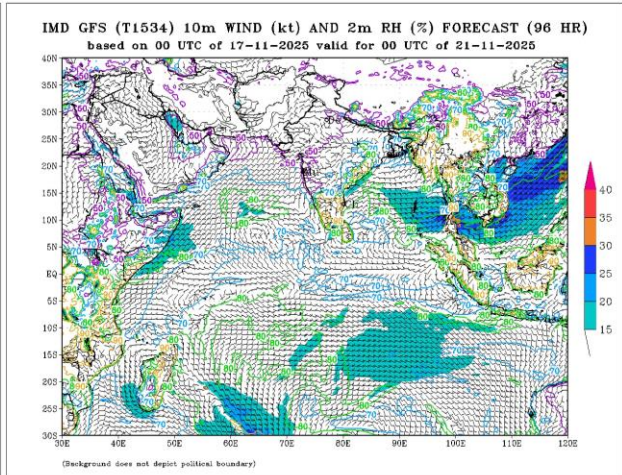 IMD GFS (T1534) 10m WIND (kt) AND 2m RH (%) FORECAST (96 HR)
based on 00 UTC of 17-11-2025 valid for 00 UTC of 21-11-2025
40N
35N
30N
25N
20N
15N
10N
5N
EQ
5S
10S
15S
20S
25S
30S
30E 40E 50E 60E 70E 80E 90E 100E 110E 120E
40
35
30
25
20
15
(Background does not depict political boundary)